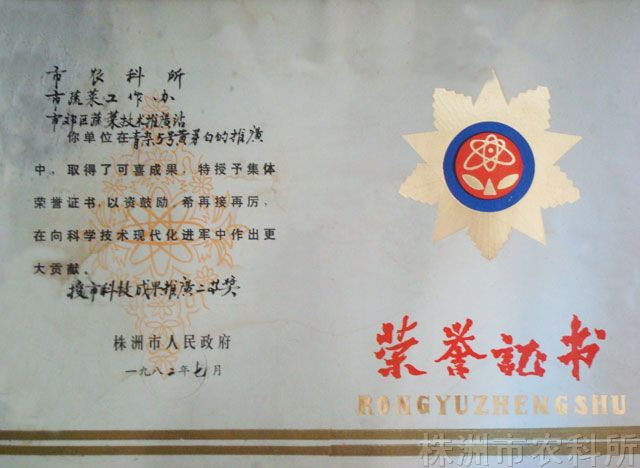 市农科所
市蔬菜工作办
市郊区蔬菜技术推廣站
你单位在青杂5号黄芽白的推廣
中，取得了可喜成果，特授予集体
荣誉证书，以资鼓励，希再接再厉，
在向科学技术现代化进军中作出更
大贡献。
授市科技成果推廣二等奖
株洲市人民政府
一九八二年七月
荣誉证书
RONGYUZHENGSHU
株洲市农科所